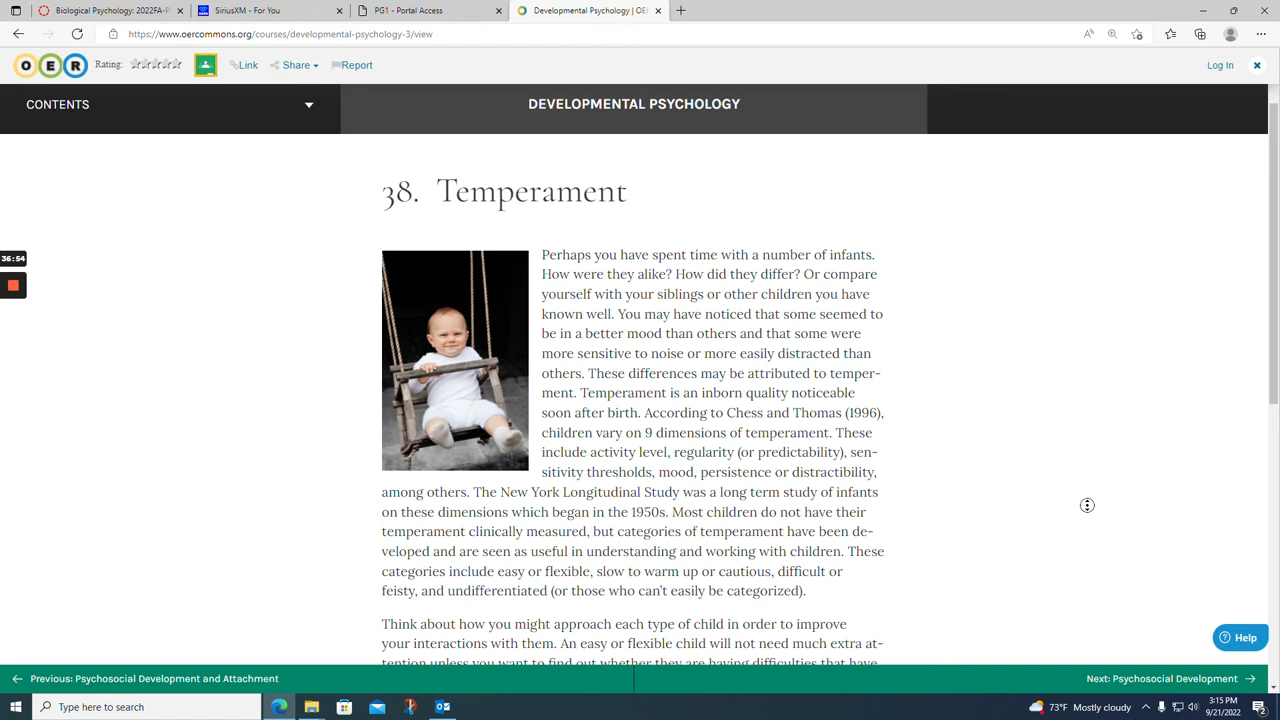 Biological Psychology: 2022FA-P
SiriusXM - For You
PG1 - Portal Access
Developmental Psychology | OEF
https://www.oercommons.org/courses/developmental-psychology-3/view
OER
Rating:
Link
Share
Report
Log In
CONTENTS
DEVELOPMENTAL PSYCHOLOGY
38. Temperament
36:54
Perhaps you have spent time with a number of infants.
How were they alike? How did they differ? Or compare
yourself with your siblings or other children you have
known well. You may have noticed that some seemed to
be in a better mood than others and that some were
more sensitive to noise or more easily distracted than
others. These differences may be attributed to temper-
ment. Temperament is an inborn quality noticeable
soon after birth. According to Chess and Thomas (1996),
children vary on 9 dimensions of temperament. These
include activity level, regularity (or predictability), sen-
sitivity thresholds, mood, persistence or distractibility,
among others. The New York Longitudinal Study was a long term study of infants
on these dimensions which began in the 1950s. Most children do not have their
temperament clinically measured, but categories of temperament have been de-
veloped and are seen as useful in understanding and working with children. These
categories include easy or flexible, slow to warm up or cautious, difficult or
feisty, and undifferentiated (or those who can't easily be categorized).
Think about how you might approach each type of child in order to improve
your interactions with them. An easy or flexible child will not need much extra at-
tention unless you want to find out whether they are having difficulties that have
Help
Previous: Psychosocial Development and Attachment
Next: Psychosocial Development
Type here to search
73°F Mostly cloudy
3:15 PM
9/21/2022
2